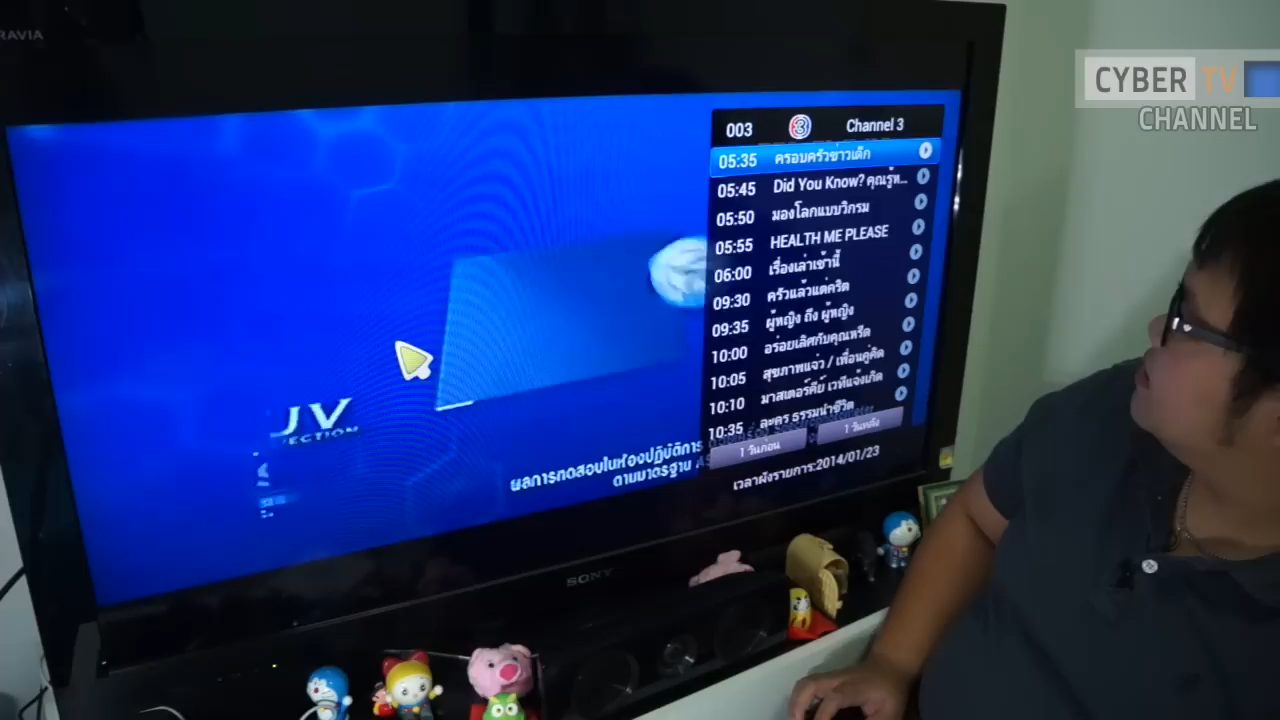 RAVIA
CYBER TV
CHANNEL
003 3 Channel 3
05:35 ครอบครัวข่าวเด็ก
05:45 Did You Know? คุณรู้ห...
05:50 มองโลกแบบวิกรม
05:55 HEALTH ME PLEASE
06:00 เรื่องเล่าเช้านี้
09:30 ครัวแล้วแต่คริต
09:35 ผู้หญิง ถึง ผู้หญิง
10:00 อร่อยเลิศกับคุณหรีด
10:05 สุขภาพแจ๋ว / เพื่อนคู่คิด
10:10 มาสเตอร์คีย์ เวทีแจ้งเกิด
10:35 ละคร ธรรมนำชีวิต
1 วันก่อน 1 วันหลัง
เวลาผังรายการ:2014/01/23
UV
ECTION
ผลการทดสอบในห้องปฏิบัติการ
ตามมาตรฐาน
SONY